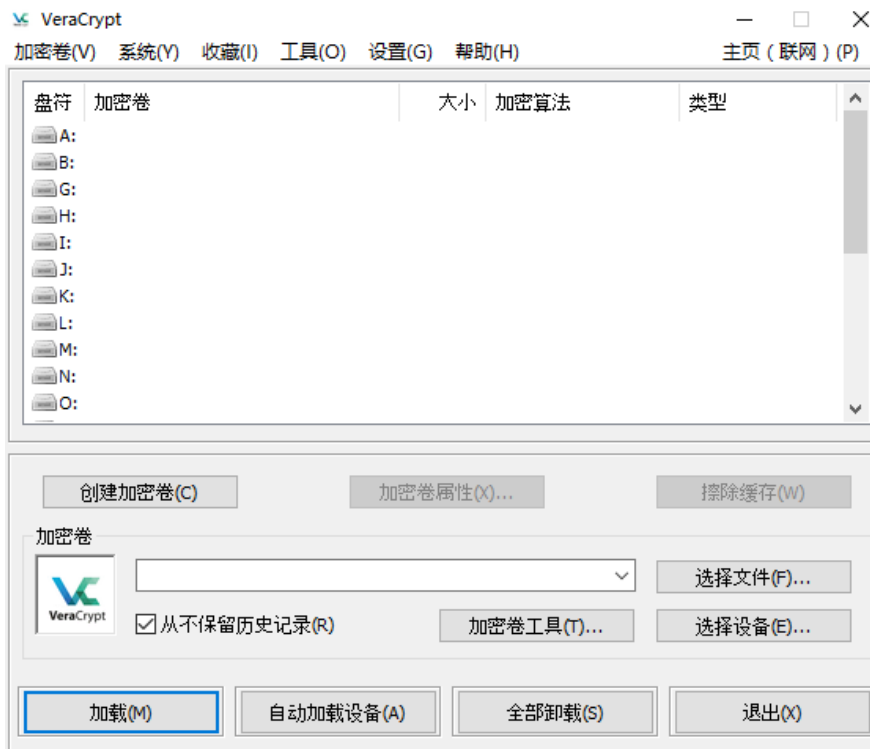 VeraCrypt
加密卷(V) 系统(Y) 收藏(I) 工具(O) 设置(G) 帮助(H) 主页 ( 联网 ) (P)
盘符 加密卷 大小 加密算法 类型
A:
B:
G:
H:
I:
J:
K:
L:
M:
N:
O:
创建加密卷(C) 加密卷属性(X)... 擦除缓存(W)
加密卷
选择文件(F)...
VeraCrypt
从不保留历史记录(R) 加密卷工具(T)... 选择设备(E)...
加载(M) 自动加载设备(A) 全部卸载(S) 退出(X)